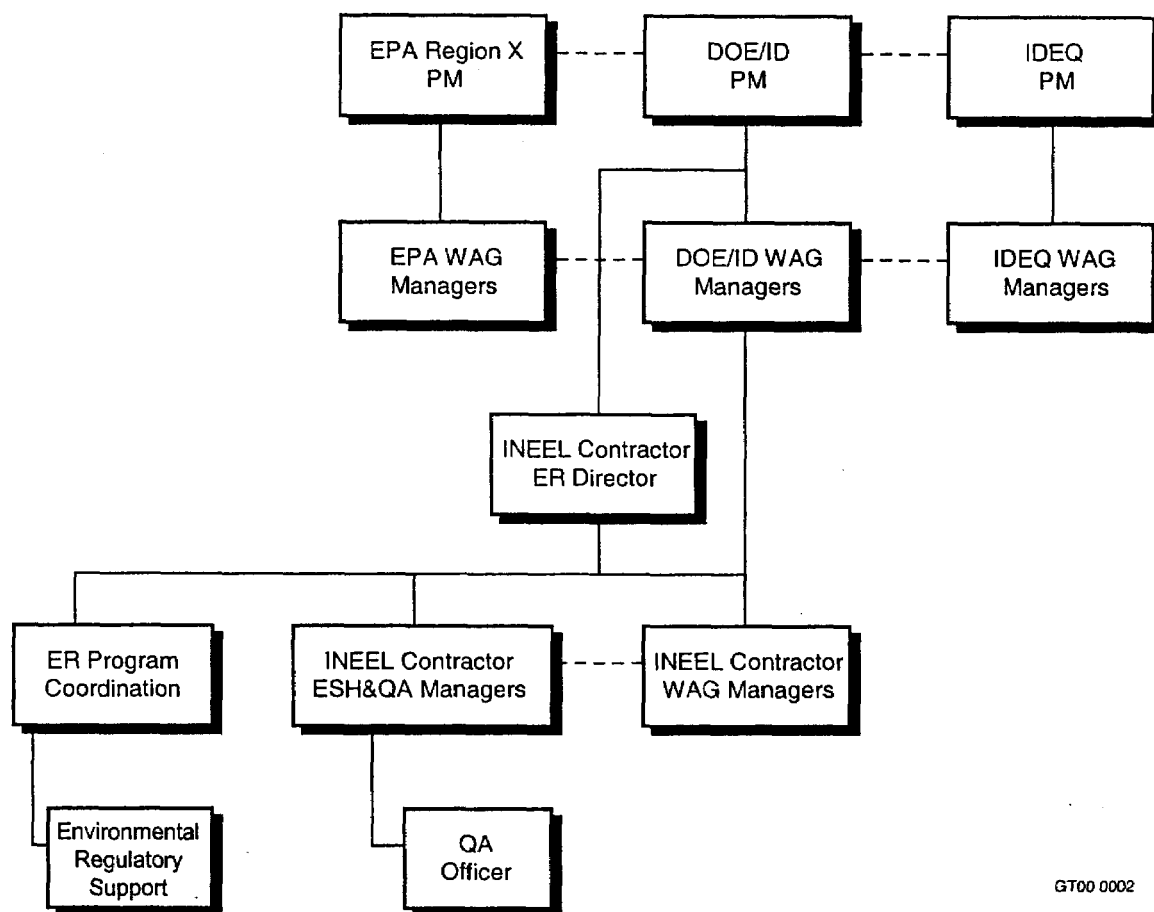 EPA Region X
PM
DOE/ID
PM
IDEQ
PM
EPA WAG
Managers
DOE/ID WAG
Managers
IDEQ WAG
Managers
INEEL Contractor
ER Director
ER Program
Coordination
INEEL Contractor
ESH&QA Managers
INEEL Contractor
WAG Managers
Environmental
Regulatory
Support
QA
Officer
GT00 0002